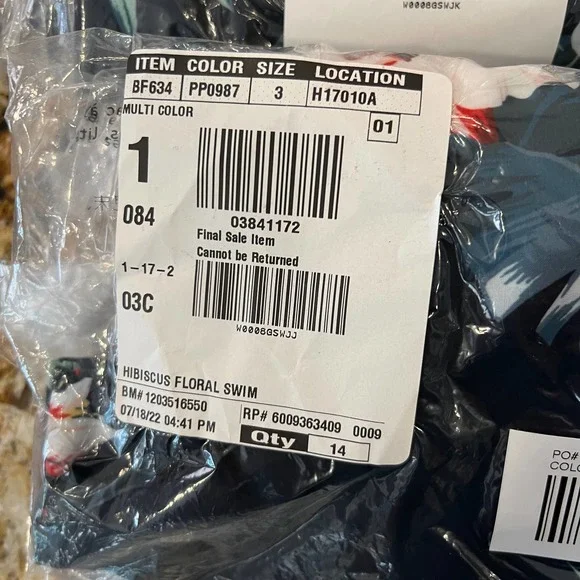 W0008GSWJK
ITEM COLOR SIZE LOCATION
BF634 PP0987 3 H17010A
MULTI COLOR
01
1
084
03841172
Final Sale Item
Cannot be Returned
1-17-2
03C
W0008GSWJJ
HIBISCUS FLORAL SWIM
BM# 1203516550 RP# 6009363409 0009
07/18/22 04:41 PM
Qty 14
PO#
COLO